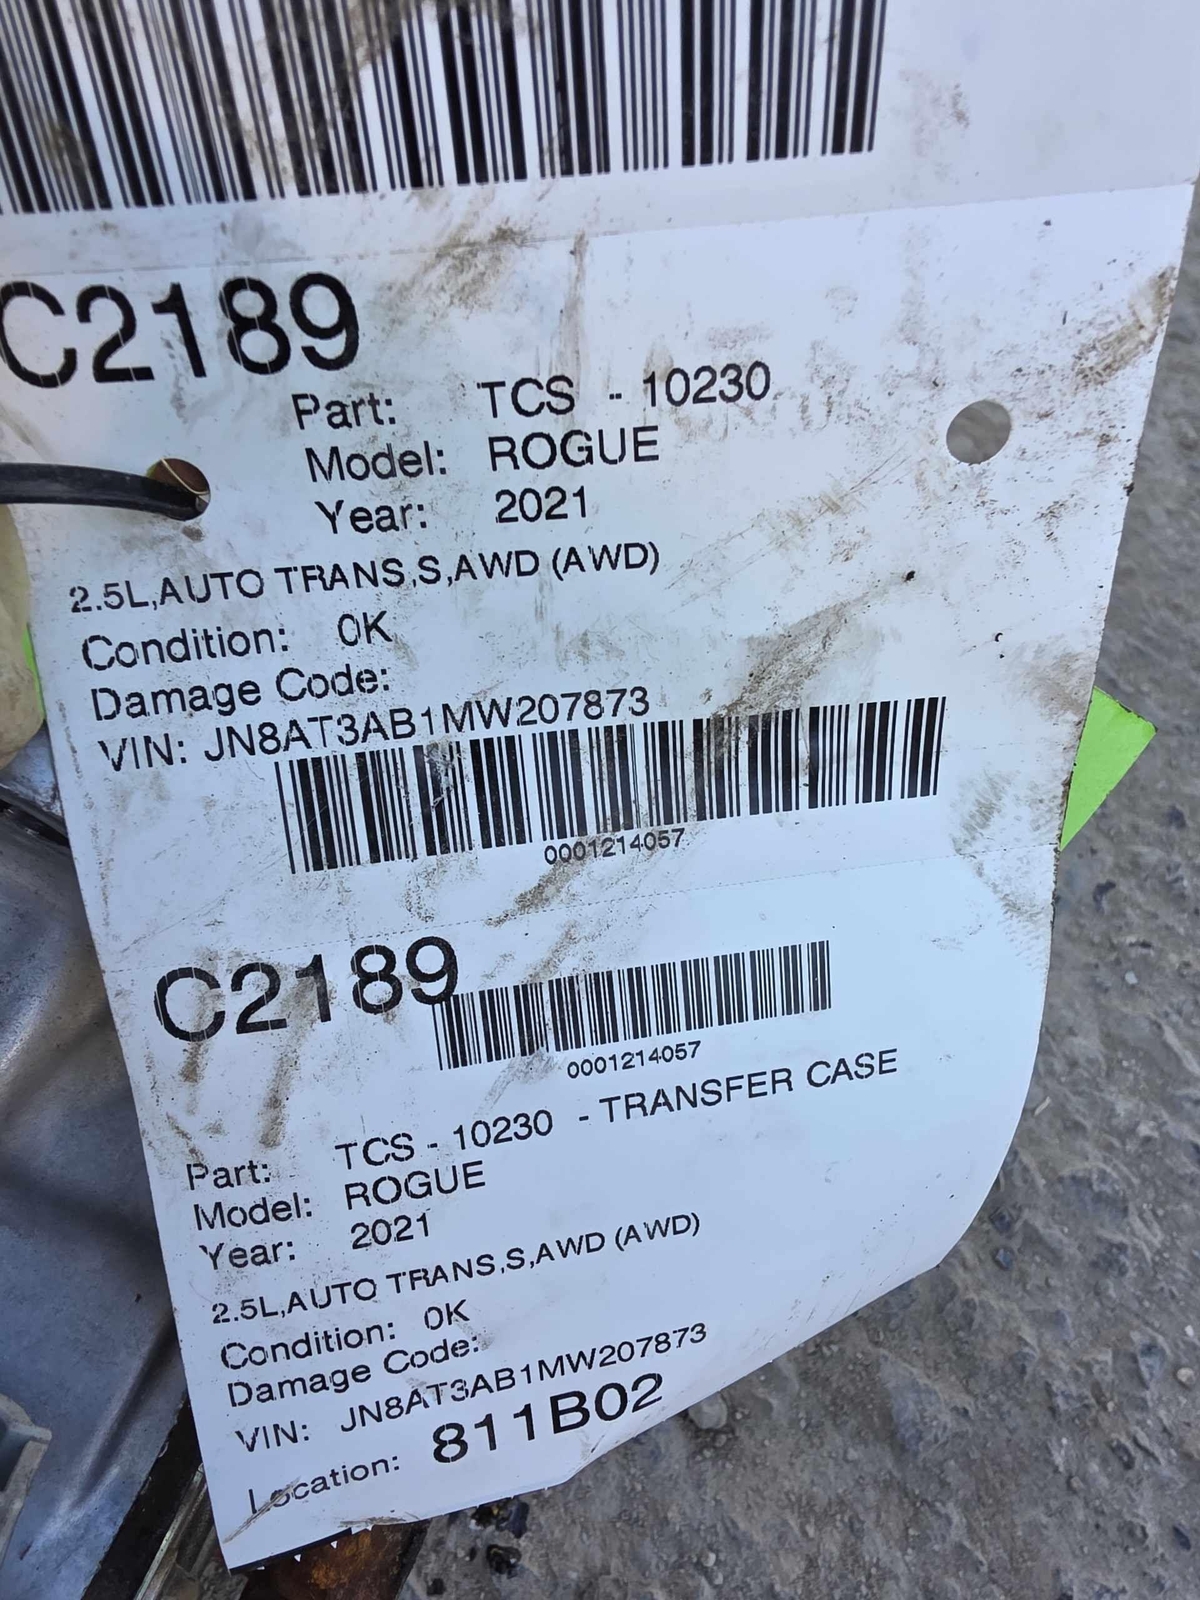 C2189
Part: TCS - 10230
Model: ROGUE
Year: 2021
2.5L,AUTO TRANS,S,AWD (AWD)
Condition: OK
Damage Code:
VIN: JN8AT3AB1MW207873
0001214057
C2189
0001214057
Part: TCS - 10230 - TRANSFER CASE
Model: ROGUE
Year: 2021
2.5L,AUTO TRANS,S,AWD (AWD)
Condition: OK
Damage Code:
VIN: JN8AT3AB1MW207873
Location: 811B02